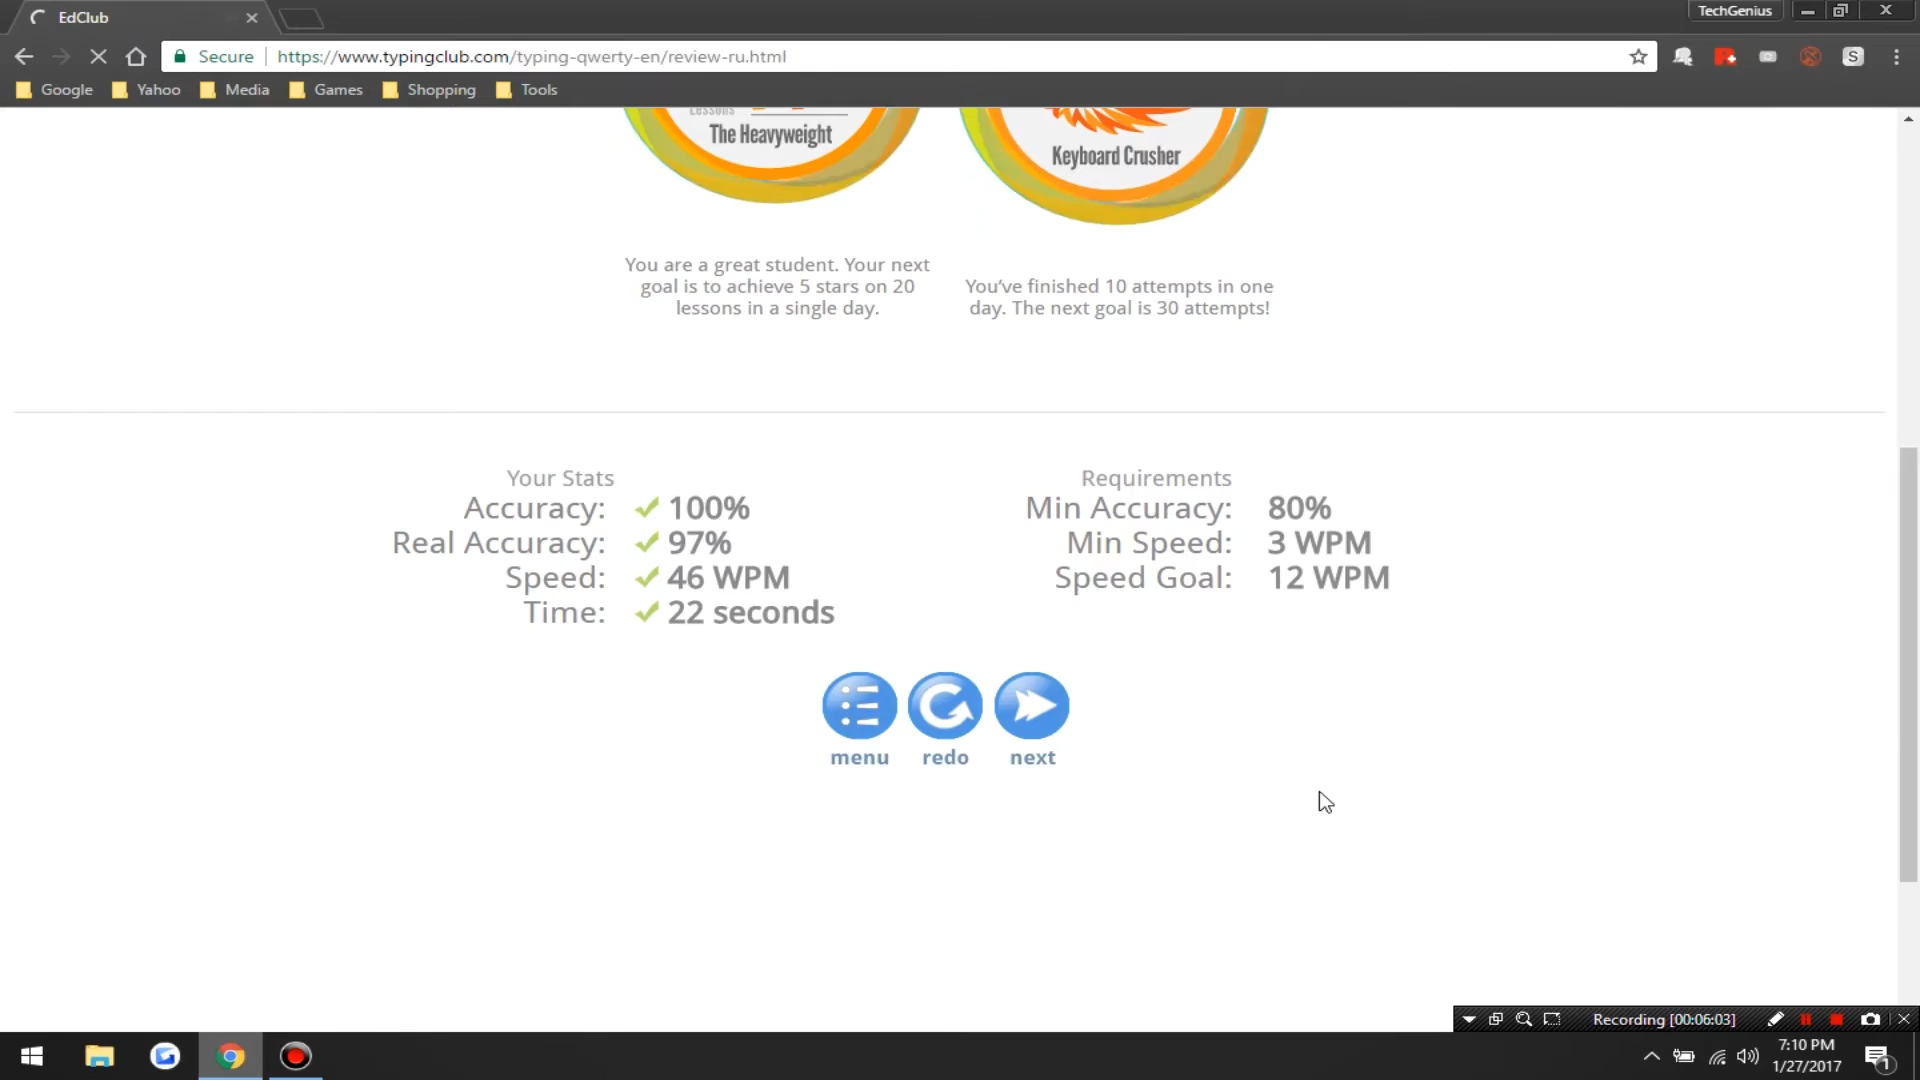 EdClub
TechGenius
Secure https://www.typingclub.com/typing-qwerty-en/review-ru.html
Google Yahoo Media Games Shopping Tools
Lessons
The Heavyweight
Keyboard Crusher
You are a great student. Your next
goal is to achieve 5 stars on 20
lessons in a single day.
You've finished 10 attempts in one
day. The next goal is 30 attempts!
Your Stats
Accuracy: 100%
Real Accuracy: 97%
Speed: 46 WPM
Time: 22 seconds
Requirements
Min Accuracy: 80%
Min Speed: 3 WPM
Speed Goal: 12 WPM
menu redo next
Recording [00:06:03]
7:10 PM
1/27/2017
1